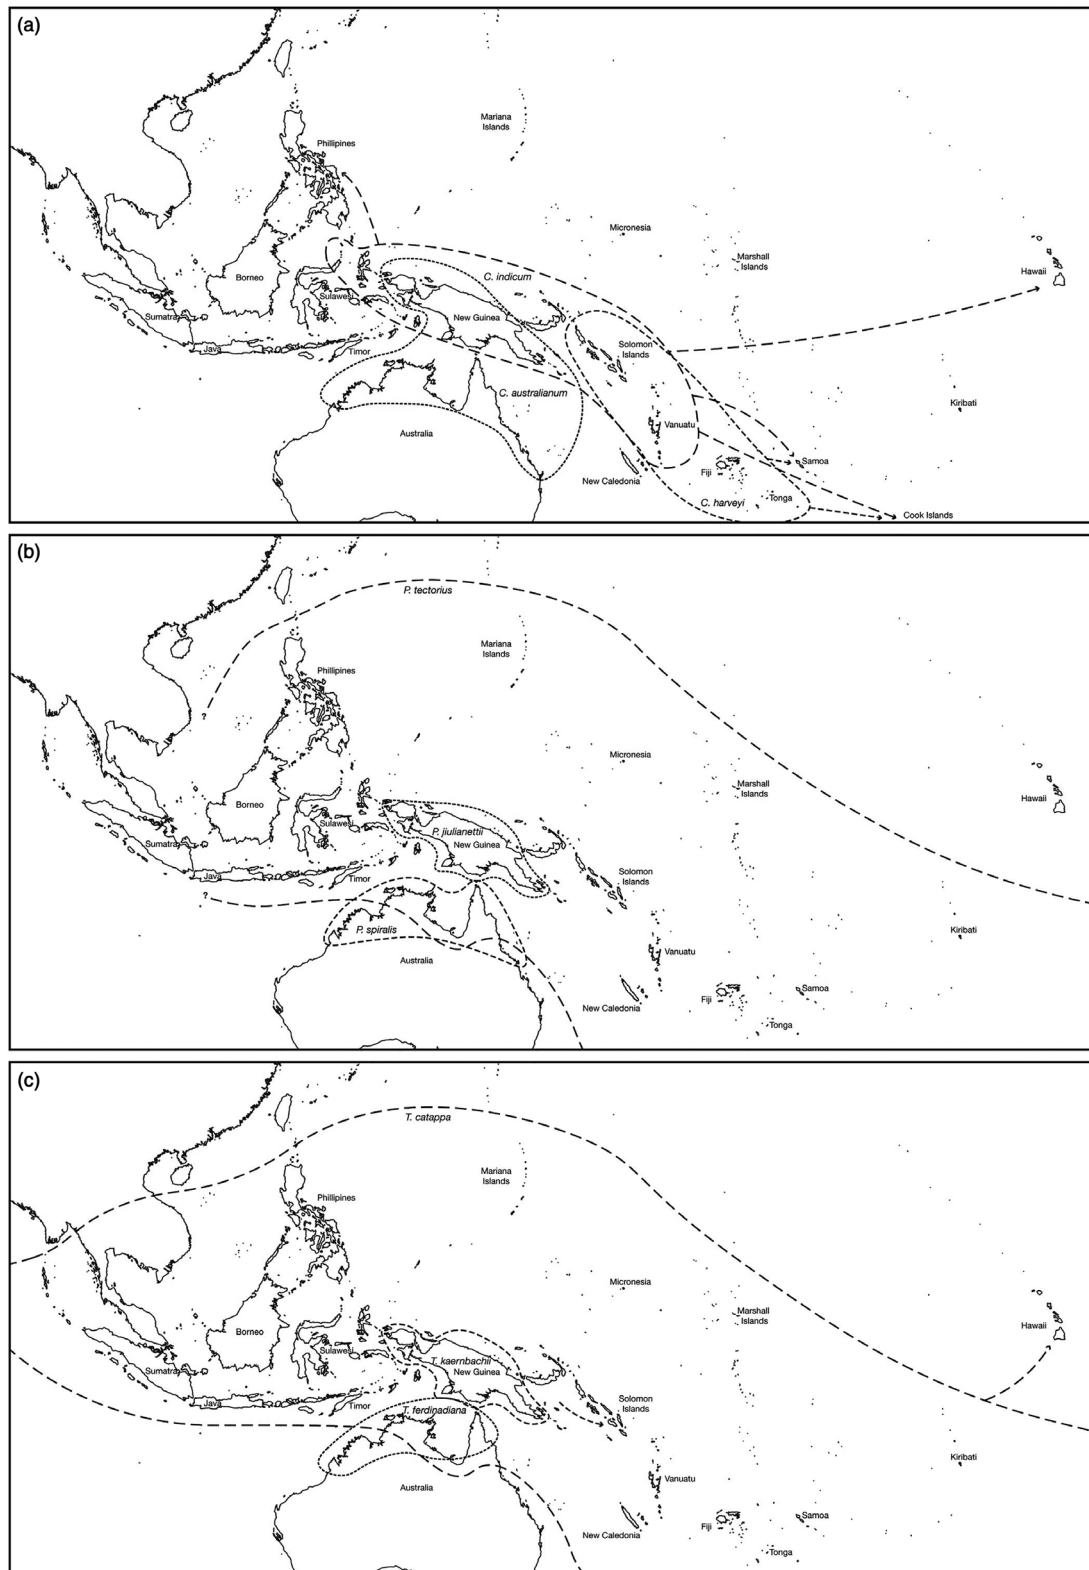 (a)
Mariana
Islands
Phillipines
Micronesia
Marshall
Islands
Hawaii
Borneo
C. indicum
Sulawesi
Sumatra
New Guinea
Java
Timor
Solomon
Islands
C. australianum
Kiribati
Australia
Vanuatu
New Caledonia
Fiji
Samoa
C. harveyi
Tonga
Cook Islands
(b)
P. tectorius
Mariana
Islands
Phillipines
?
Micronesia
Marshall
Islands
Hawaii
Borneo
Sulawesi
P. jiulianettii
Sumatra
New Guinea
Java
Timor
Solomon
Islands
?
P. spiralis
Kiribati
Australia
Vanuatu
New Caledonia
Fiji
Samoa
Tonga
(c)
T. catappa
Mariana
Islands
Phillipines
Micronesia
Marshall
Islands
Hawaii
Borneo
Sulawesi
T. kaernbachii
Sumatra
New Guinea
Java
Timor
T. ferdinadiana
Solomon
Islands
Kiribati
Australia
Vanuatu
New Caledonia
Fiji
Samoa
Tonga